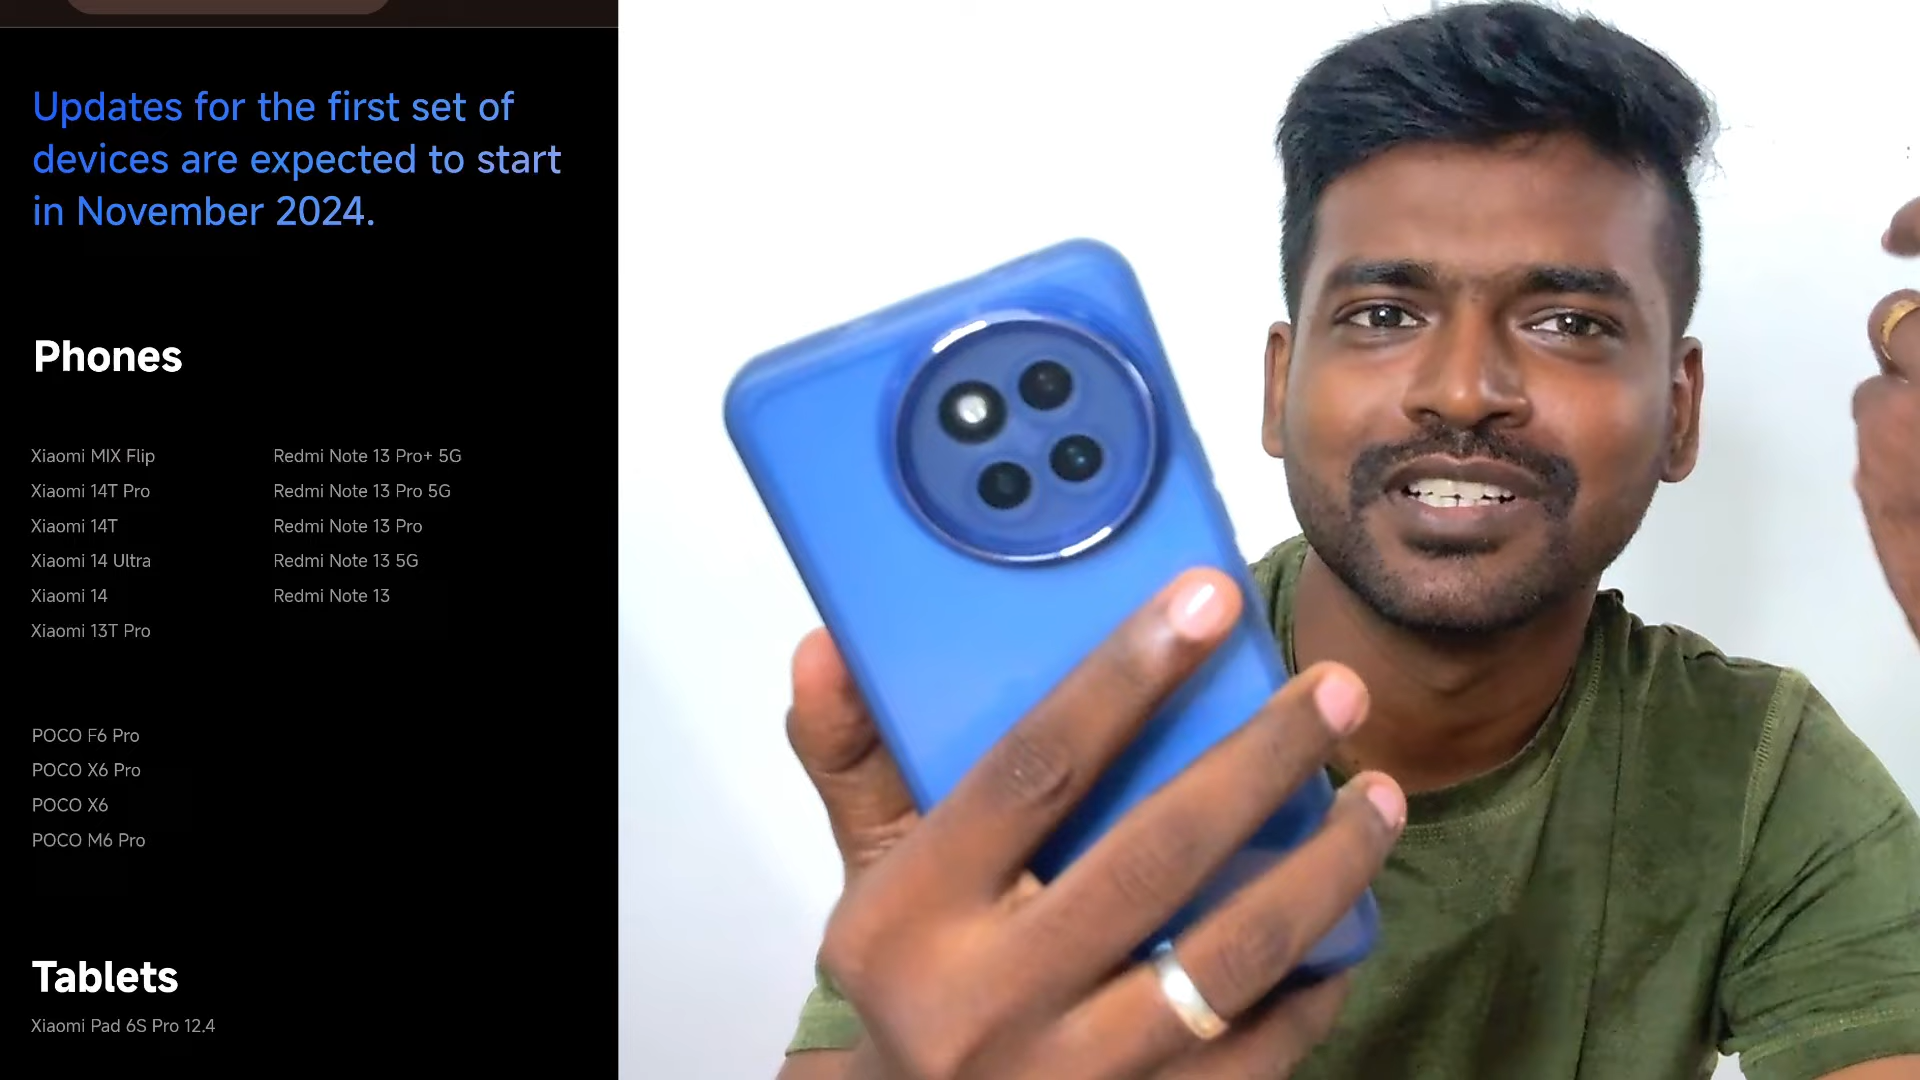 Updates for the first set of
devices are expected to start
in November 2024.
Phones
Xiaomi MIX Flip
Xiaomi 14T Pro
Xiaomi 14T
Xiaomi 14 Ultra
Xiaomi 14
Xiaomi 13T Pro
Redmi Note 13 Pro+ 5G
Redmi Note 13 Pro 5G
Redmi Note 13 Pro
Redmi Note 13 5G
Redmi Note 13
POCO F6 Pro
POCO X6 Pro
POCO X6
POCO M6 Pro
Tablets
Xiaomi Pad 6S Pro 12.4